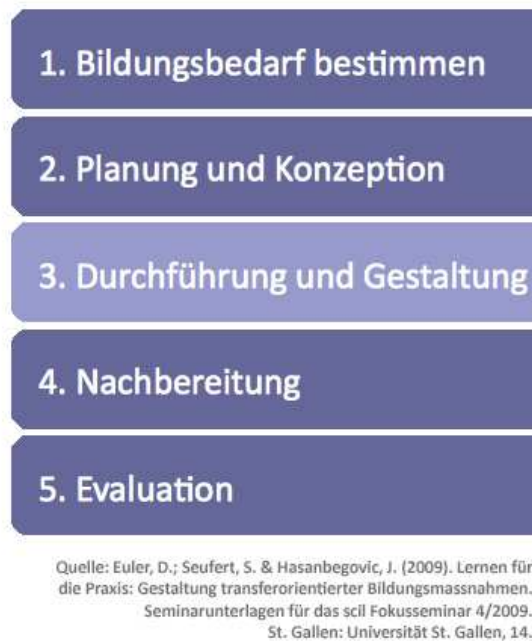 1. Bildungsbedarf bestimmen
2. Planung und Konzeption
3. Durchführung und Gestaltung
4. Nachbereitung
5. Evaluation
Quelle: Euler, D.; Seufert, S. & Hasanbegovic, J. (2009). Lernen für
die Praxis: Gestaltung transferorientierter Bildungsmassnahmen.
Seminarunterlagen für das scil Fokusseminar 4/2009.
St. Gallen: Universität St. Gallen, 14.